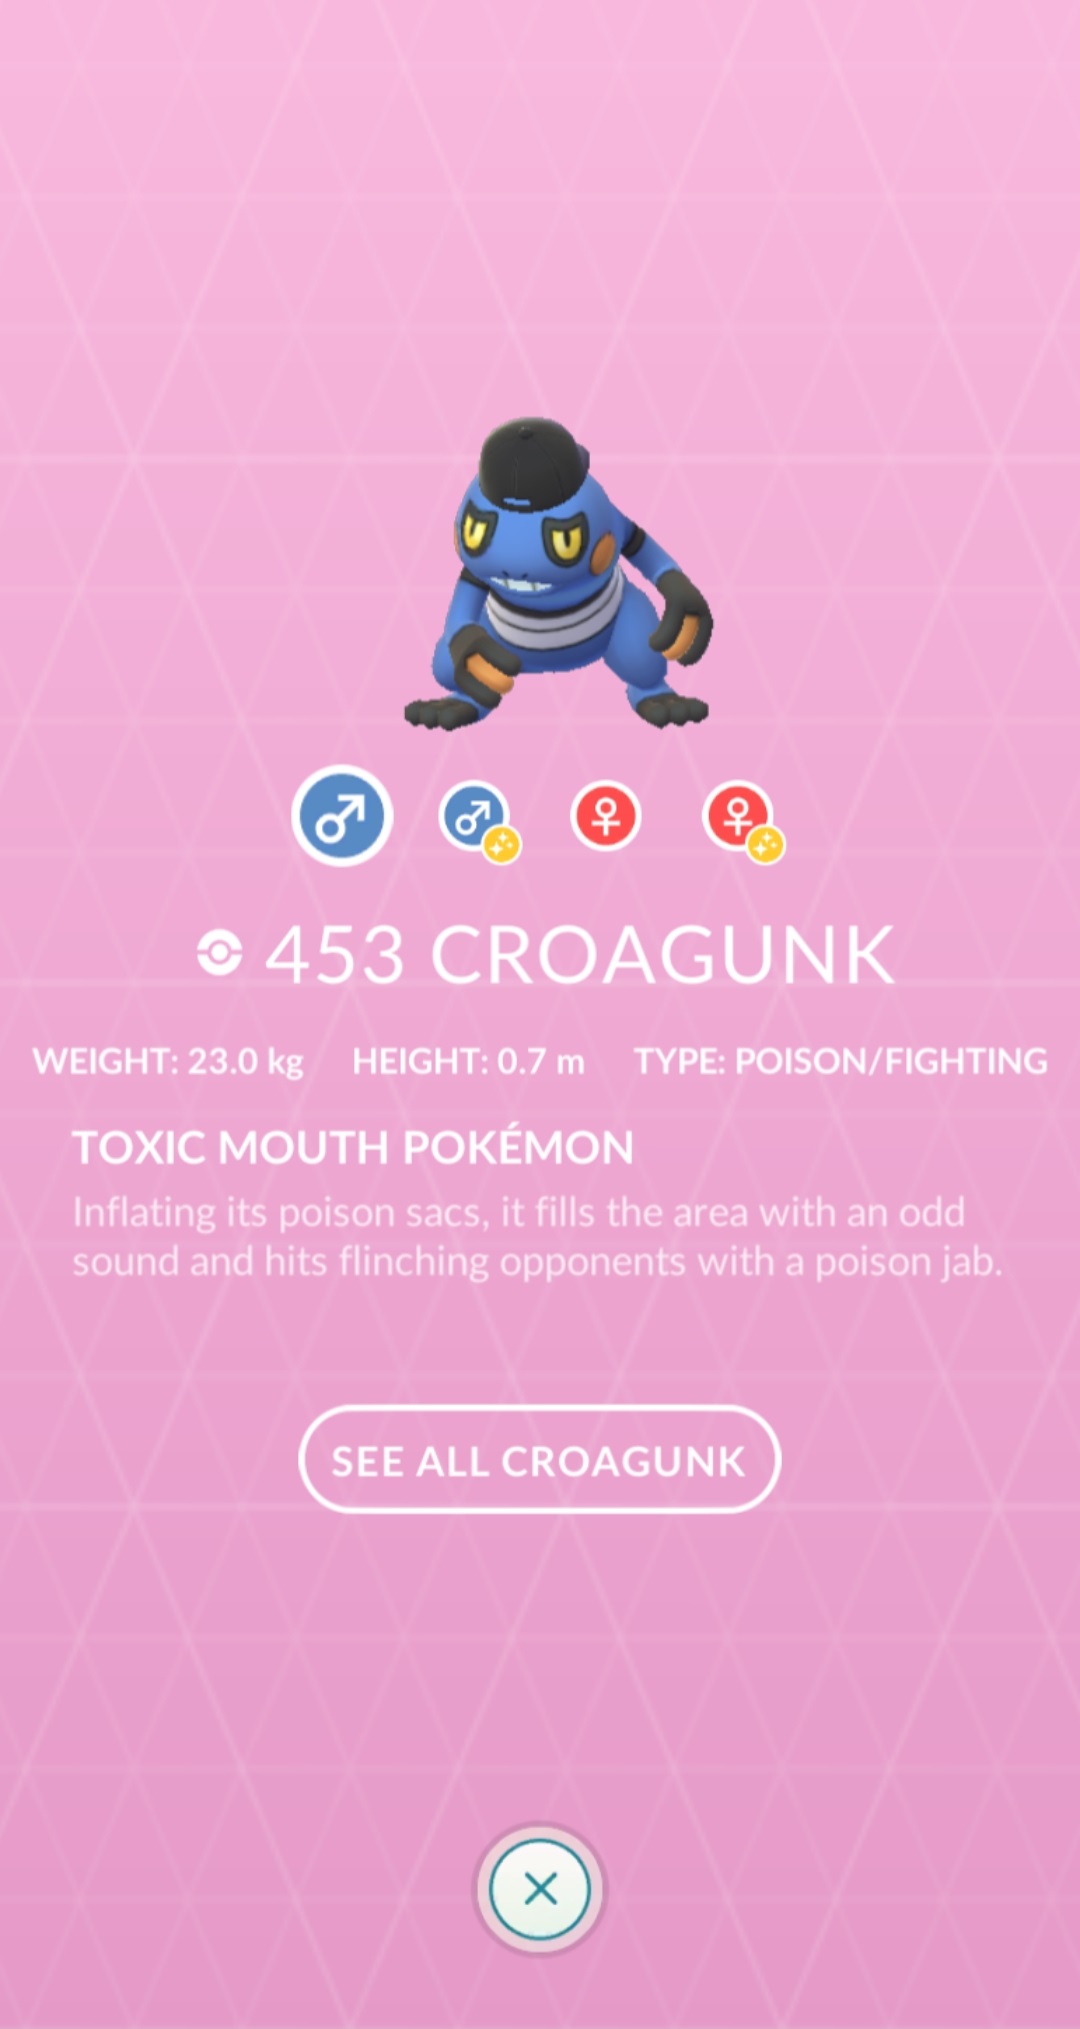 453 CROAGUNK
WEIGHT: 23.0 kg HEIGHT: 0.7 m TYPE: POISON/FIGHTING
TOXIC MOUTH POKÉMON
Inflating its poison sacs, it fills the area with an odd
sound and hits flinching opponents with a poison jab.
SEE ALL CROAGUNK